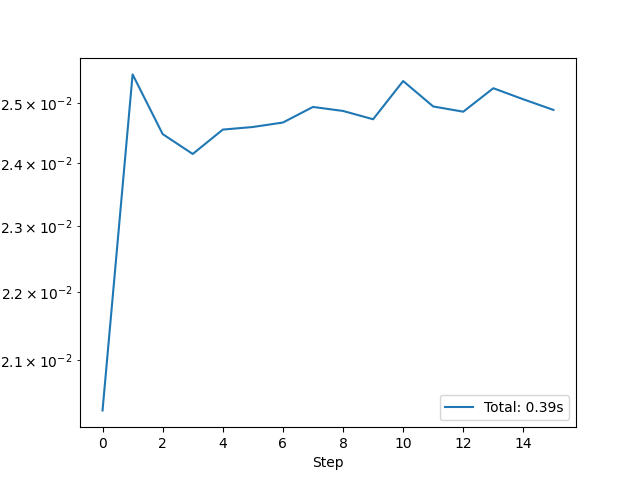 2.5 × 10⁻²
2.4 × 10⁻²
2.3 × 10⁻²
2.2 × 10⁻²
2.1 × 10⁻²
Total: 0.39s
0 2 4 6 8 10 12 14
Step